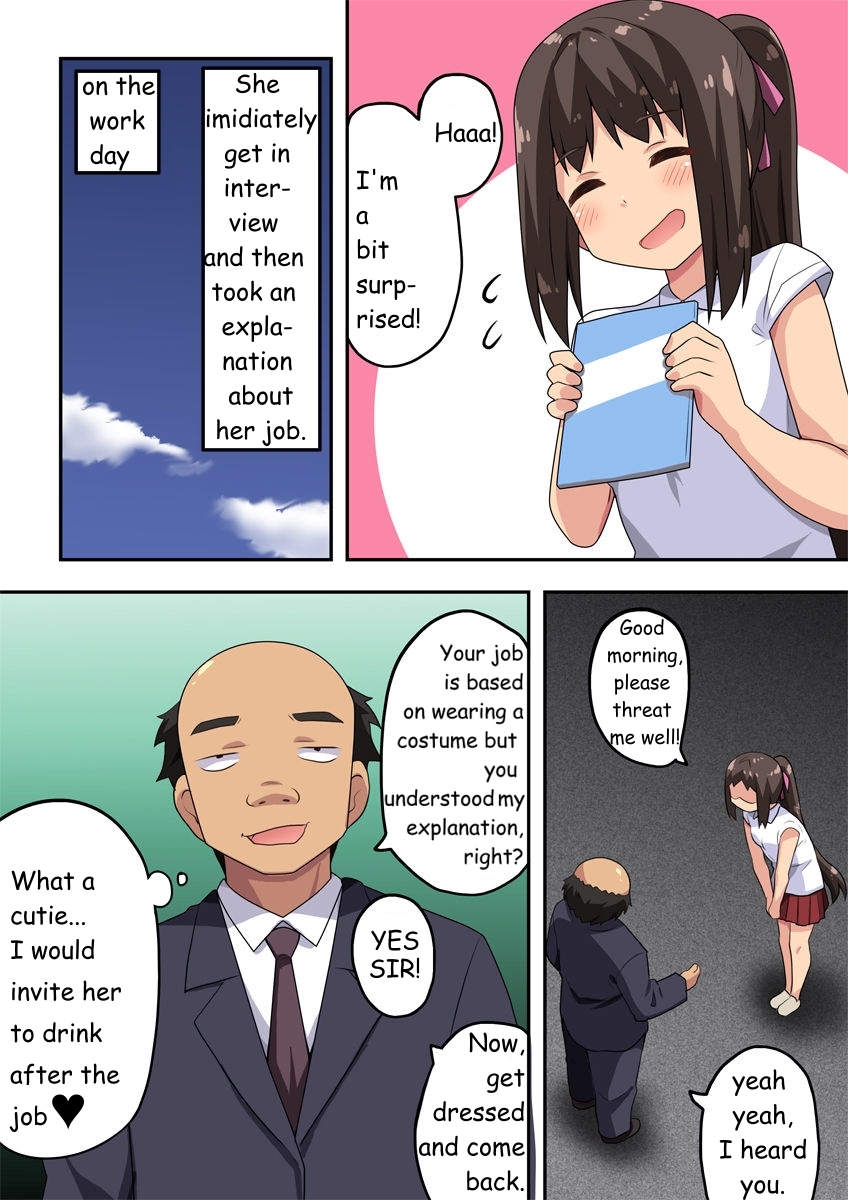 Haaa!
I'm
a
bit
surp-
rised!
She
imidiately
get in
inter-
view
and then
took an
expla-
nation
about
her job.
on the
work
day
Good
morning,
please
threat
me well!
yeah
yeah,
I heard
you.
Your job
is based
on wearing a
costume but
you
understood my
explanation,
right?
YES
SIR!
Now,
get
dressed
and come
back.
What a
cutie...
I would
invite her
to drink
after the
job♥